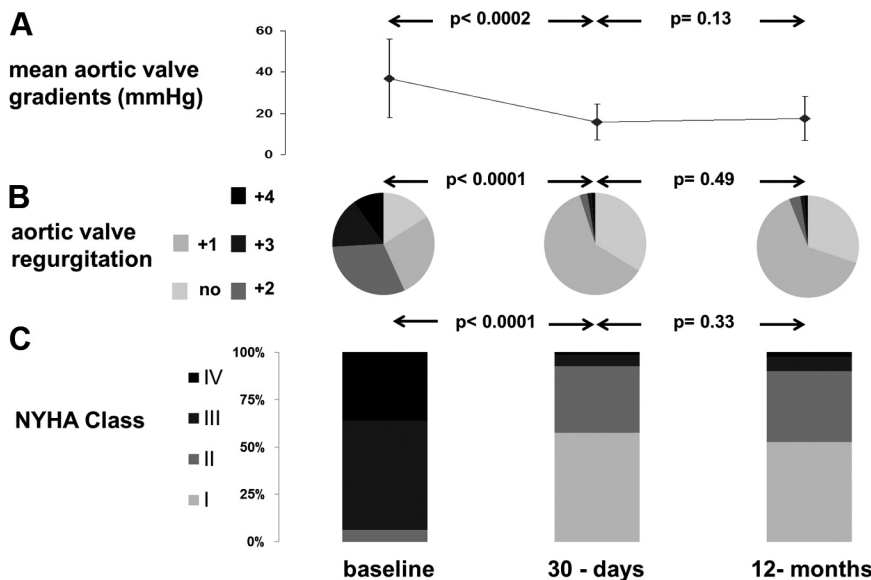 A
p< 0.0002
p= 0.13
mean aortic valve
gradients (mmHg)
60
40
20
0
B
p< 0.0001
p= 0.49
aortic valve
regurgitation
+4
+1
+3
no
+2
C
p< 0.0001
p= 0.33
NYHA Class
IV
III
II
I
100%
75%
50%
25%
0%
baseline
30 - days
12- months